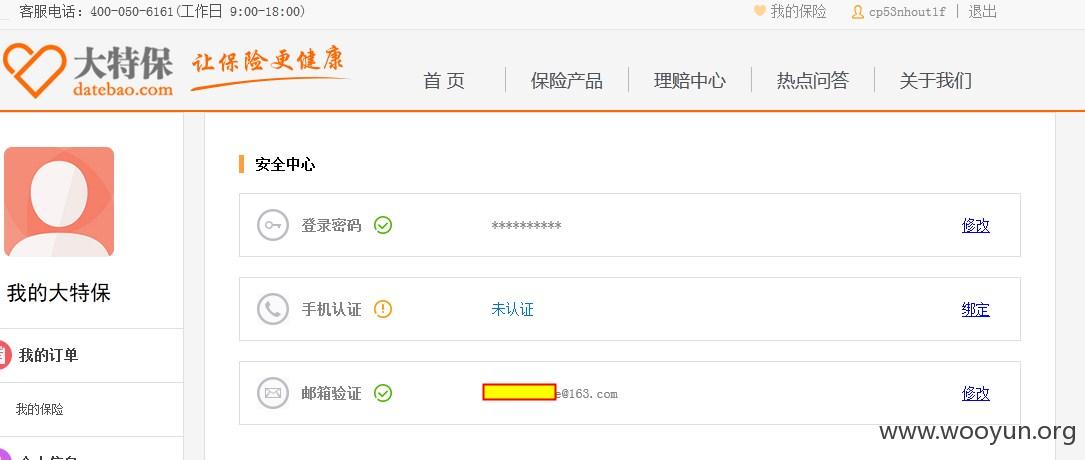 客服电话：400-050-6161(工作日 9:00-18:00)
我的保险 cp53nhout1f | 退出
大特保 让保险更健康
datebao.com
首 页 保险产品 理赔中心 热点问答 关于我们
安全中心
登录密码 ********** 修改
我的大特保
手机认证 未认证 绑定
我的订单
邮箱验证 e@163.com 修改
我的保险
www.wooyun.org
个人信息